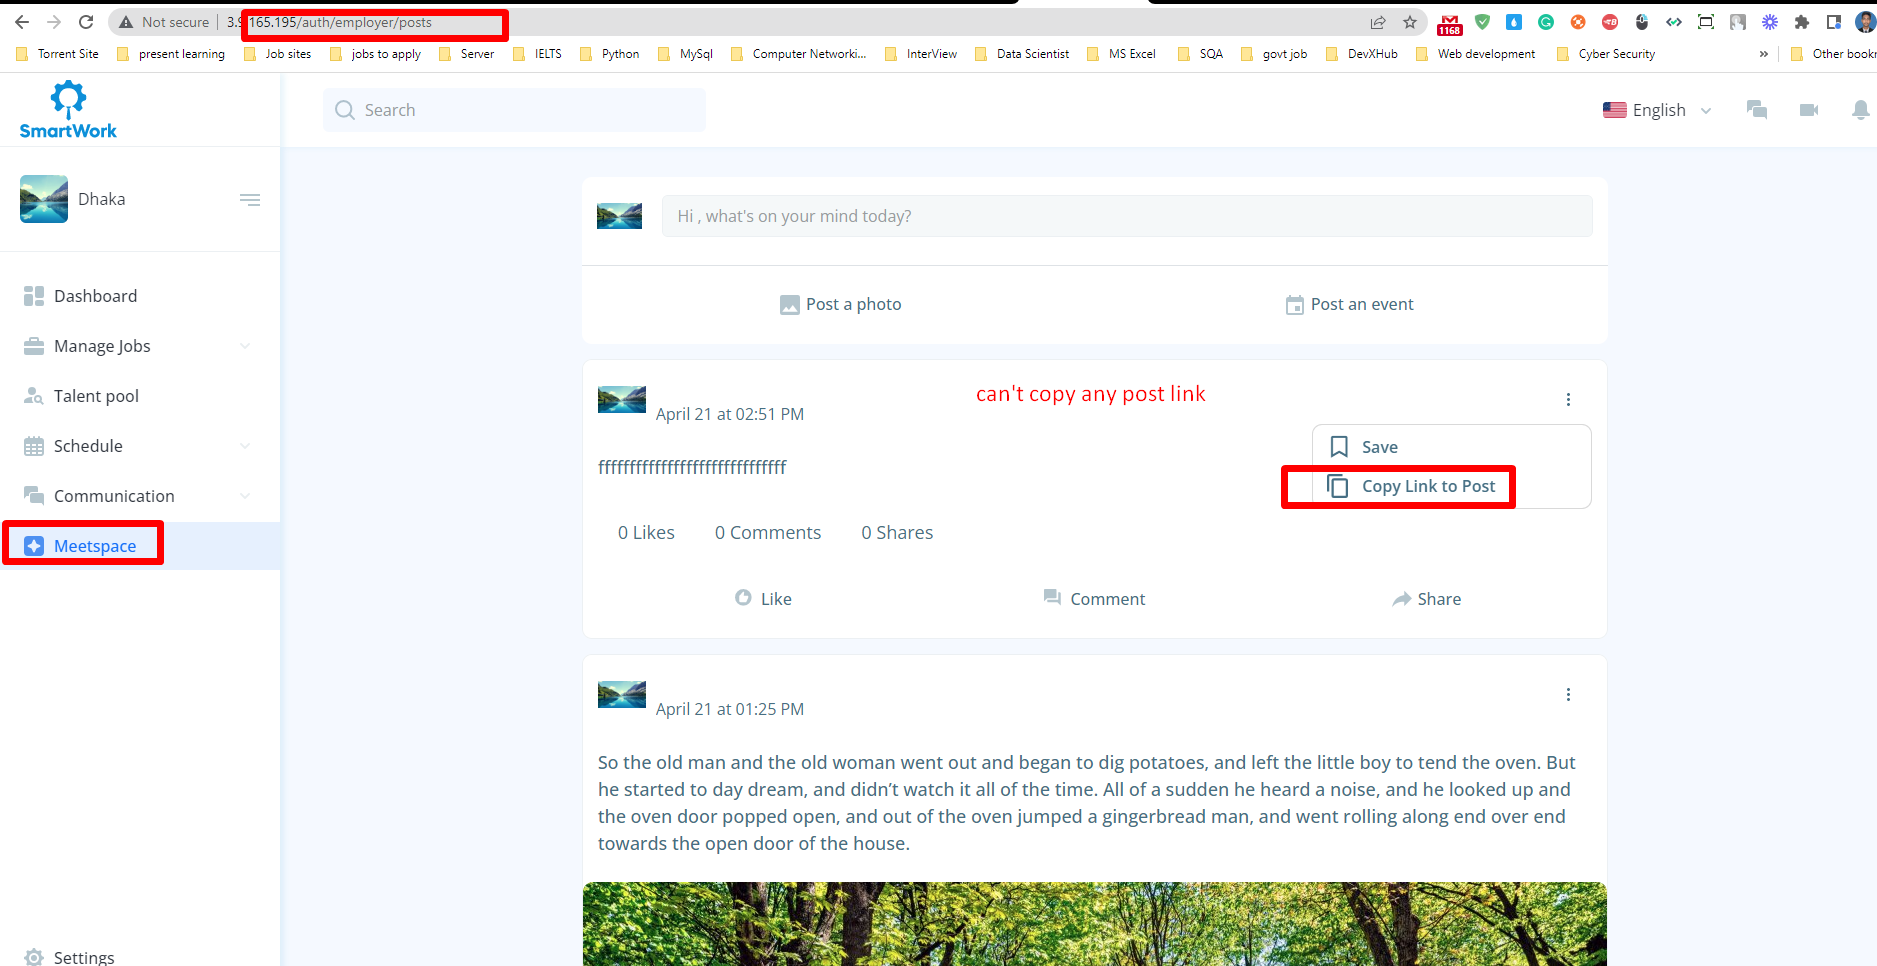 Not secure 3.9.165.195/auth/employer/posts
1168
Torrent Site present learning Job sites jobs to apply Server IELTS Python MySql Computer Networki... InterView Data Scientist MS Excel SQA govt job DevXHub Web development Cyber Security » Other bookr
SmartWork
Search
English
Dhaka
Dashboard
Manage Jobs
Talent pool
Schedule
Communication
Meetspace
Settings
Hi , what's on your mind today?
Post a photo
Post an event
can't copy any post link
April 21 at 02:51 PM
Save
Copy Link to Post
0 Likes 0 Comments 0 Shares
Like Comment Share
April 21 at 01:25 PM
So the old man and the old woman went out and began to dig potatoes, and left the little boy to tend the oven. But
he started to day dream, and didn’t watch it all of the time. All of a sudden he heard a noise, and he looked up and
the oven door popped open, and out of the oven jumped a gingerbread man, and went rolling along end over end
towards the open door of the house.